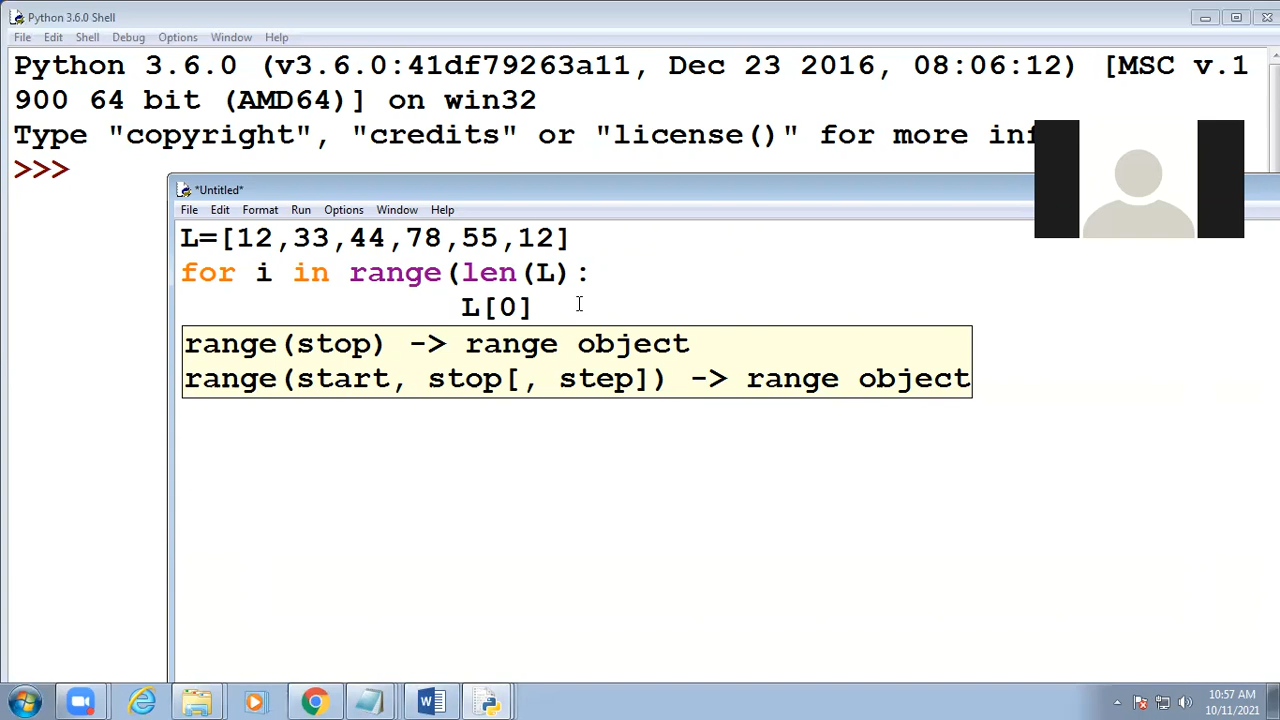 Python 3.6.0 Shell
File Edit Shell Debug Options Window Help
Python 3.6.0 (v3.6.0:41df79263a11, Dec 23 2016, 08:06:12) [MSC v.1
900 64 bit (AMD64)] on win32
Type "copyright", "credits" or "license()" for more inf
>>>
*Untitled*
File Edit Format Run Options Window Help
L=[12,33,44,78,55,12]
for i in range(len(L):
L[0]
range(stop) -> range object
range(start, stop[, step]) -> range object
10:57 AM
10/11/2021